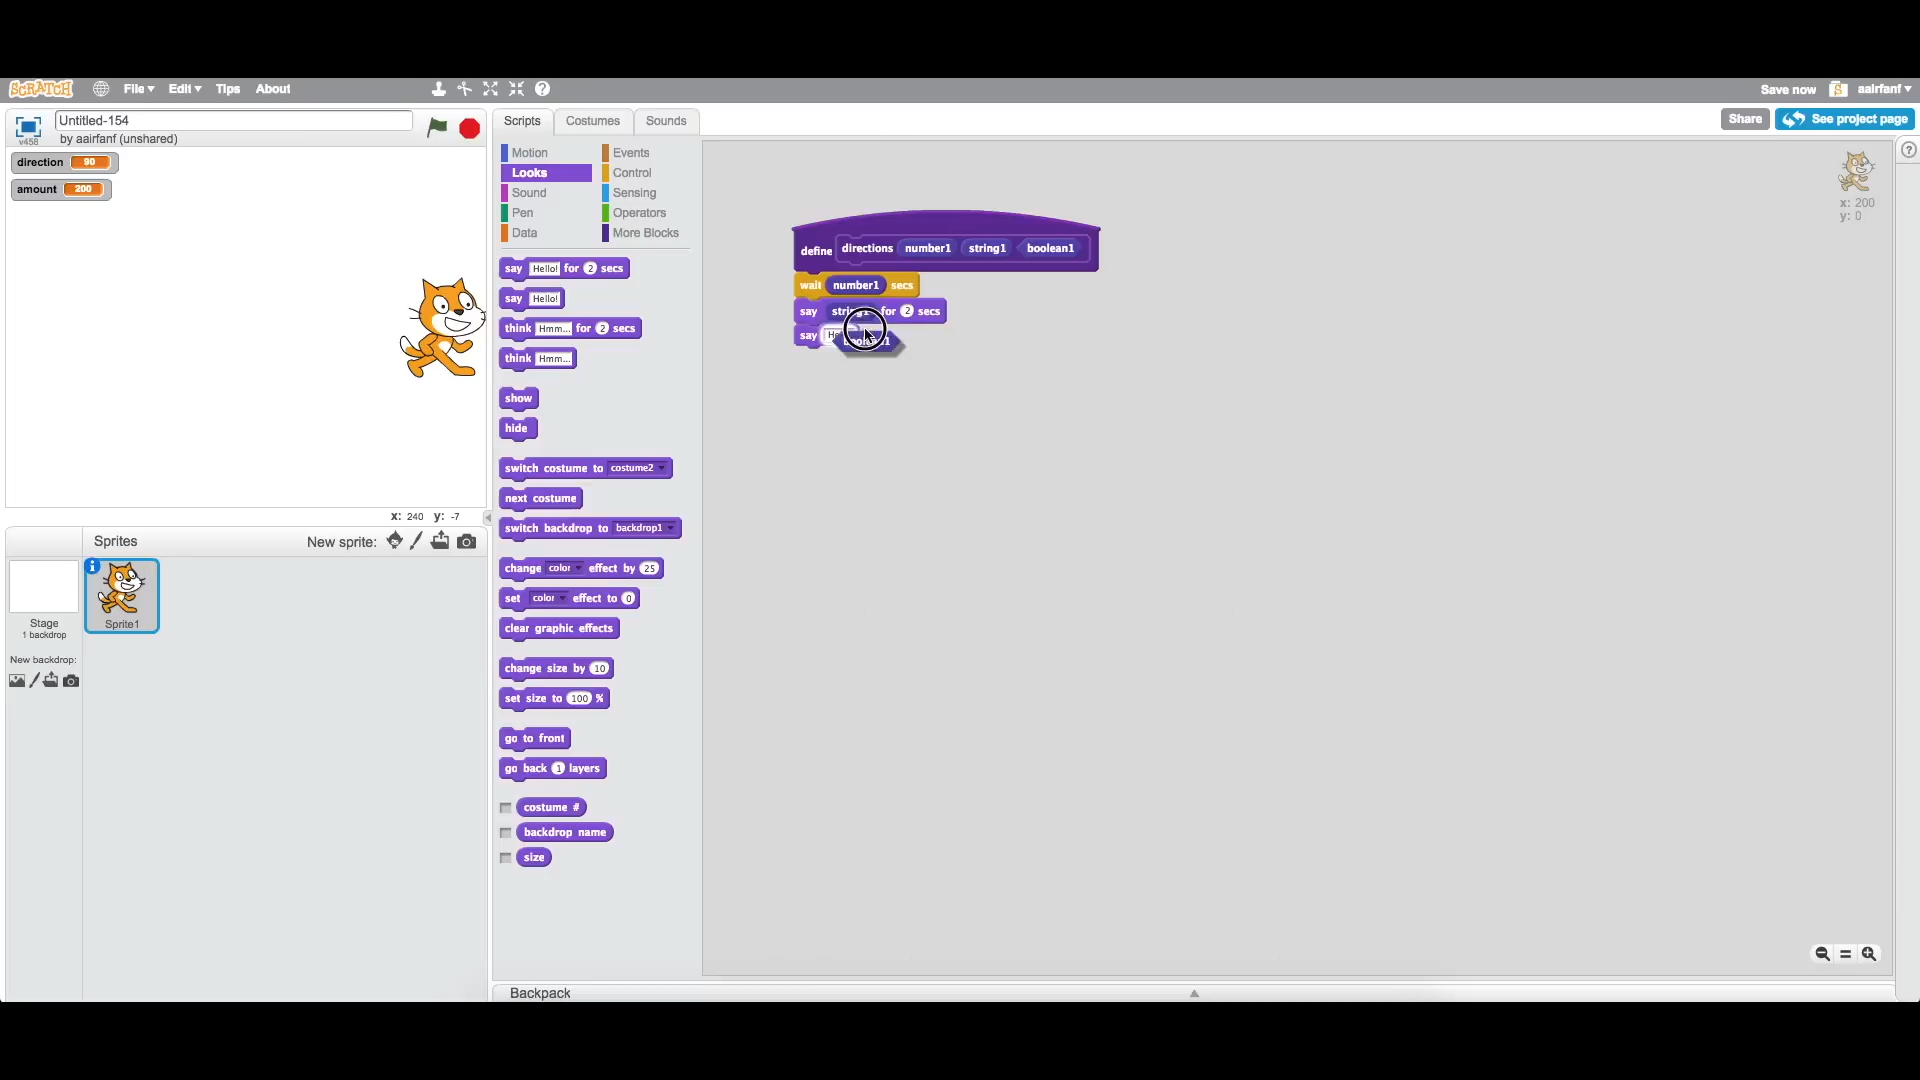 SCRATCH File Edit Tips About Save now aairfanf
v458 Untitled-154
by aairfanf (unshared)
direction 90
amount 200
x: 240 y: -7
Sprites New sprite:
Stage
1 backdrop
New backdrop:
Sprite1
Scripts Costumes Sounds
Share See project page
Motion Events
Looks Control
Sound Sensing
Pen Operators
Data More Blocks
say Hello! for 2 secs
say Hello!
think Hmm... for 2 secs
think Hmm...
show
hide
switch costume to costume2
next costume
switch backdrop to backdrop1
change color effect by 25
set color effect to 0
clear graphic effects
change size by 10
set size to 100 %
go to front
go back 1 layers
costume #
backdrop name
size
define directions number1 string1 boolean1
wait number1 secs
say string1 for 2 secs
say
x: 200
y: 0
Backpack